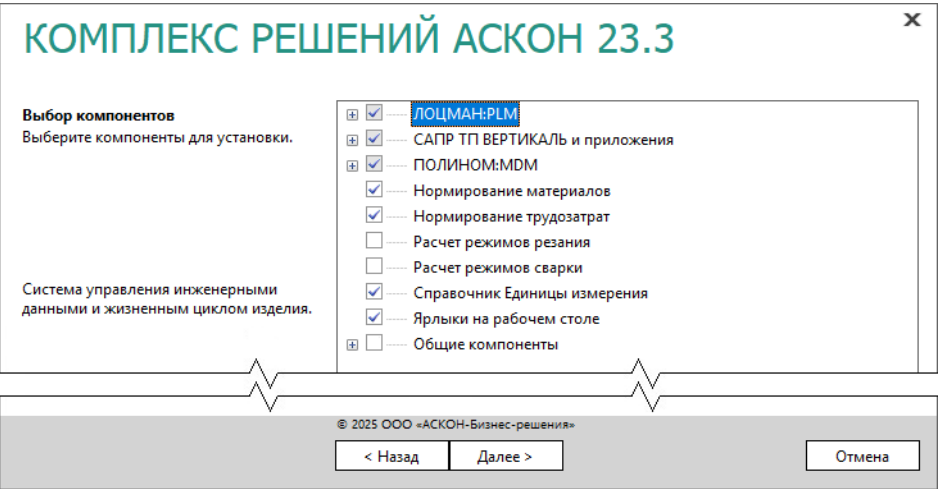 КОМПЛЕКС РЕШЕНИЙ АСКОН 23.3
Выбор компонентов
Выберите компоненты для установки.
Система управления инженерными
данными и жизненным циклом изделия.
ЛОЦМАН:PLM
САПР ТП ВЕРТИКАЛЬ и приложения
ПОЛИНОМ:MDM
Нормирование материалов
Нормирование трудозатрат
Расчет режимов резания
Расчет режимов сварки
Справочник Единицы измерения
Ярлыки на рабочем столе
Общие компоненты
© 2025 ООО «АСКОН-Бизнес-решения»
< Назад
Далее >
Отмена